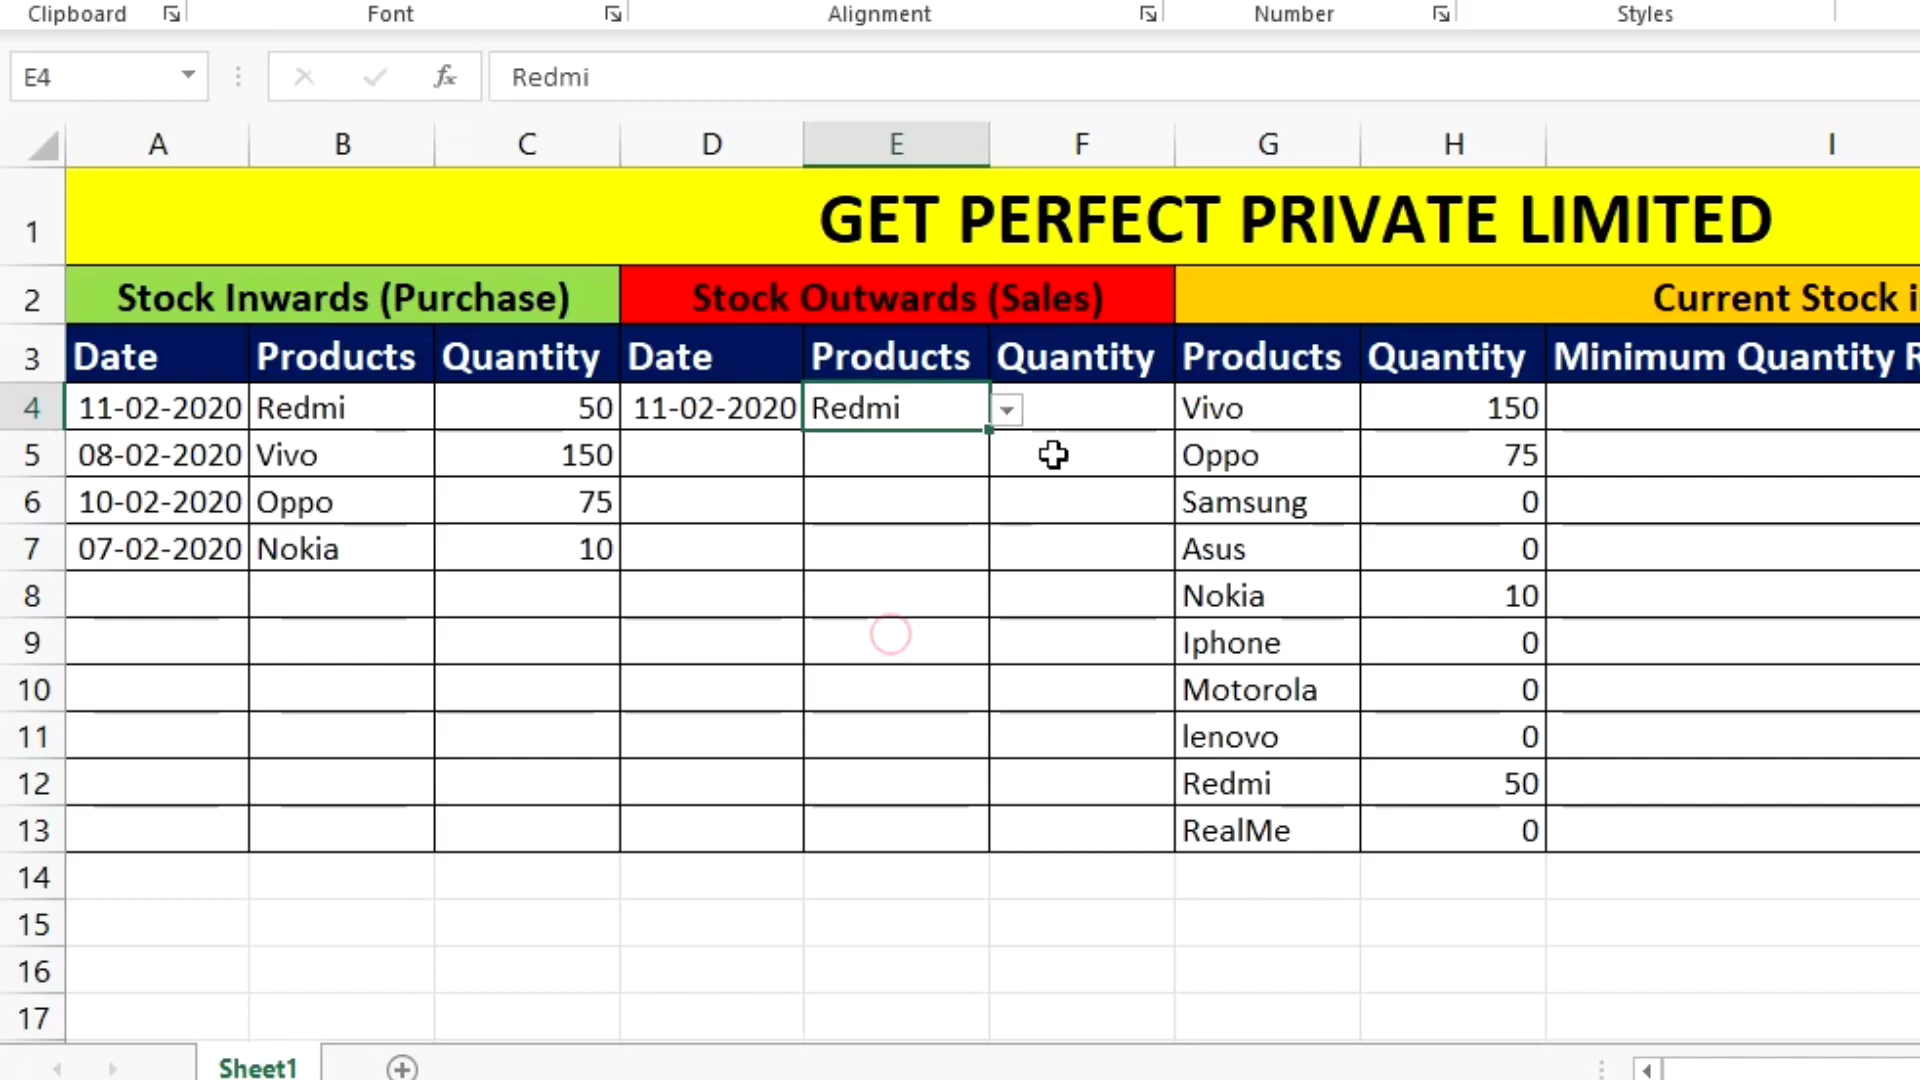 Clipboard Font Alignment Number Styles
E4 fx Redmi
A B C D E F G H I
1 GET PERFECT PRIVATE LIMITED
2 Stock Inwards (Purchase) Stock Outwards (Sales) Current Stock i
3 Date Products Quantity Date Products Quantity Products Quantity Minimum Quantity R
4 11-02-2020 Redmi 50 11-02-2020 Redmi Vivo 150
5 08-02-2020 Vivo 150 Oppo 75
6 10-02-2020 Oppo 75 Samsung 0
7 07-02-2020 Nokia 10 Asus 0
8 Nokia 10
9 Iphone 0
10 Motorola 0
11 lenovo 0
12 Redmi 50
13 RealMe 0
14
15
16
17
Sheet1